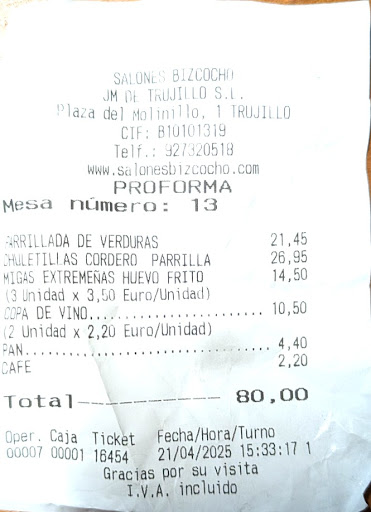 SALONES BIZCOCHO
JM DE TRUJILLO S.L.
Plaza del Molinillo, 1 TRUJILLO
CIF: B10101319
Telf.: 927320518
www.salonesbizcocho.com
PROFORMA
Mesa número: 13
PARRILLADA DE VERDURAS 21,45
CHULETILLAS CORDERO PARRILLA 26,95
MIGAS EXTREMEÑAS HUEVO FRITO 14,50
(3 Unidad x 3,50 Euro/Unidad)
COPA DE VINO....................... 10,50
(2 Unidad x 2,20 Euro/Unidad)
PAN................................ 4,40
CAFE 2,20
Total----------- 80,00
Oper. Caja Ticket Fecha/Hora/Turno
00007 00001 16454 21/04/2025 15:33:17 1
Gracias por su visita
I.V.A. incluido